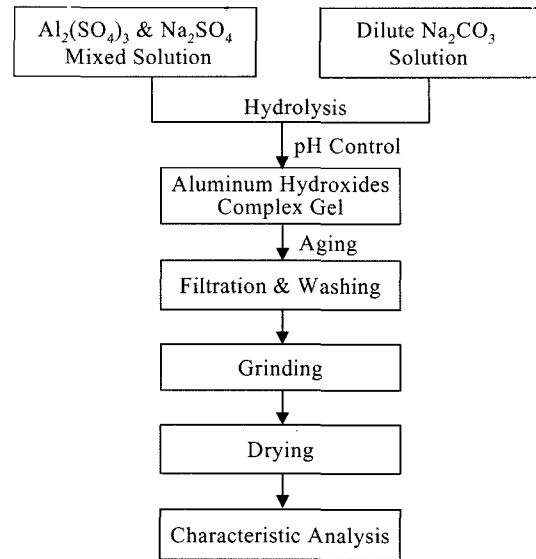 Al₂(SO₄)₃ & Na₂SO₄
Mixed Solution
Dilute Na₂CO₃
Solution
Hydrolysis
pH Control
Aluminum Hydroxides
Complex Gel
Aging
Filtration & Washing
Grinding
Drying
Characteristic Analysis